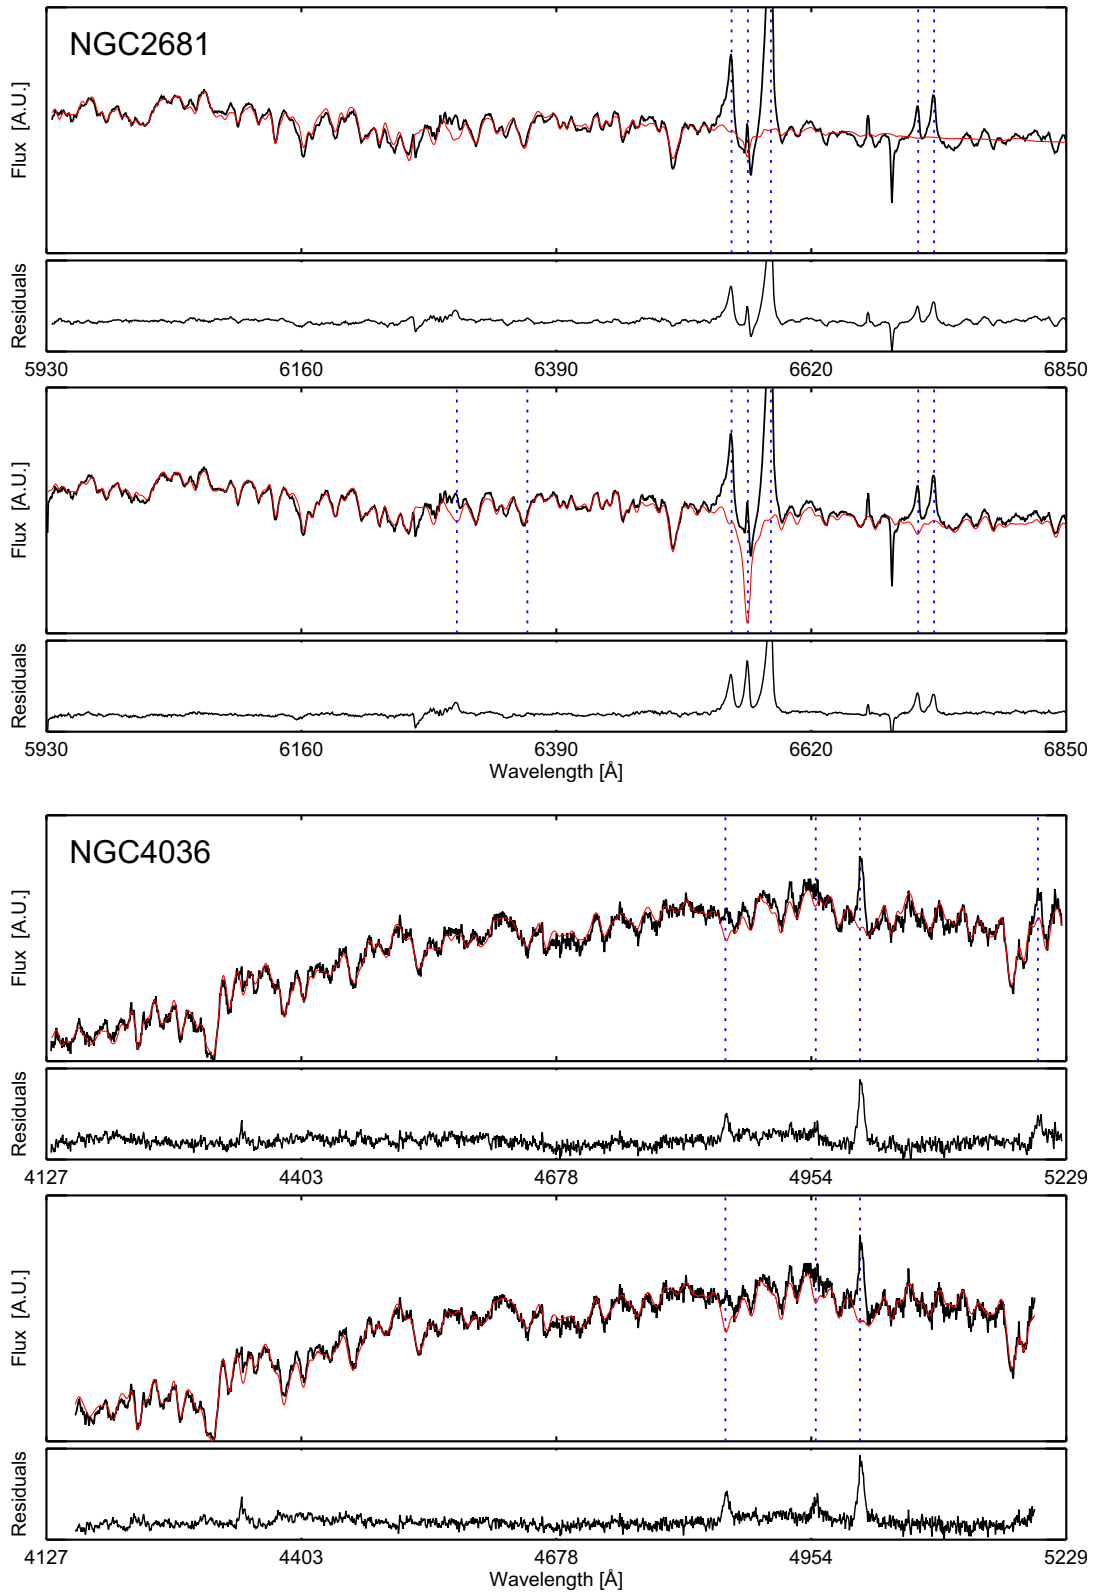 NGC2681
Flux [A.U.]
Residuals
5930 6160 6390 6620 6850
Flux [A.U.]
Residuals
5930 6160 6390 6620 6850
Wavelength [Å]
NGC4036
Flux [A.U.]
Residuals
4127 4403 4678 4954 5229
Flux [A.U.]
Residuals
4127 4403 4678 4954 5229
Wavelength [Å]